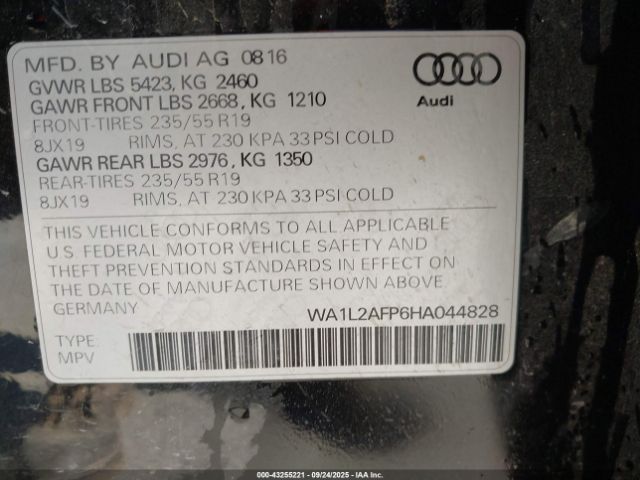 MFD. BY AUDI AG 0816
GVWR LBS 5423, KG 2460
GAWR FRONT LBS 2668, KG 1210
FRONT-TIRES 235/55 R19
8JX19 RIMS, AT 230 KPA 33 PSI COLD
GAWR REAR LBS 2976, KG 1350
REAR-TIRES 235/55 R19
8JX19 RIMS, AT 230 KPA 33 PSI COLD
Audi
THIS VEHICLE CONFORMS TO ALL APPLICABLE
U.S. FEDERAL MOTOR VEHICLE SAFETY AND
THEFT PREVENTION STANDARDS IN EFFECT ON
THE DATE OF MANUFACTURE SHOWN ABOVE.
GERMANY WA1L2AFP6HA044828
TYPE:
MPV
000-43255221 - 09/24/2025 - IAA Inc.